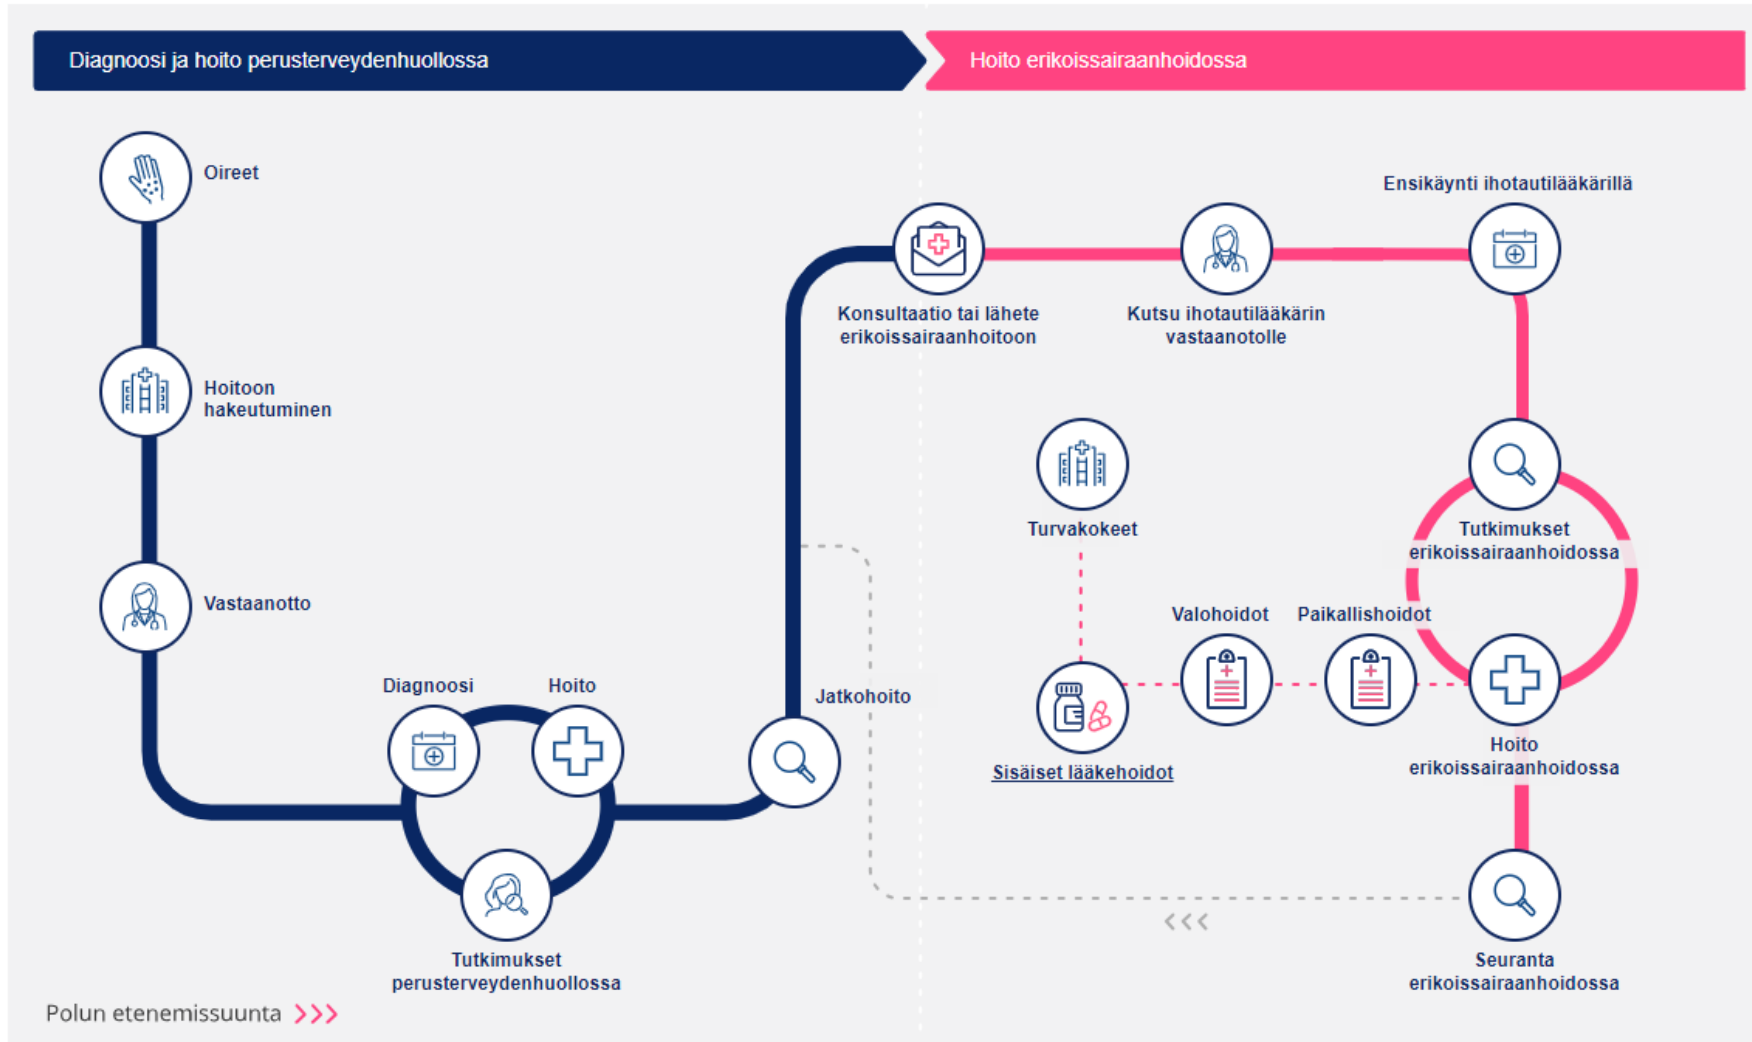 Diagnoosi ja hoito perusterveydenhuollossa
Hoito erikoissairaanhoidossa
Oireet
Hoitoon
hakeutuminen
Vastaanotto
Diagnoosi
Hoito
Tutkimukset
perusterveydenhuollossa
Jatkohoito
Konsultaatio tai lähete
erikoissairaanhoitoon
Kutsu ihotautilääkärin
vastaanotolle
Ensikäynti ihotautilääkärillä
Tutkimukset
erikoissairaanhoidossa
Turvakokeet
Valohoidot
Paikallishoidot
Sisäiset lääkehoidot
Hoito
erikoissairaanhoidossa
Seuranta
erikoissairaanhoidossa
Polun etenemissuunta